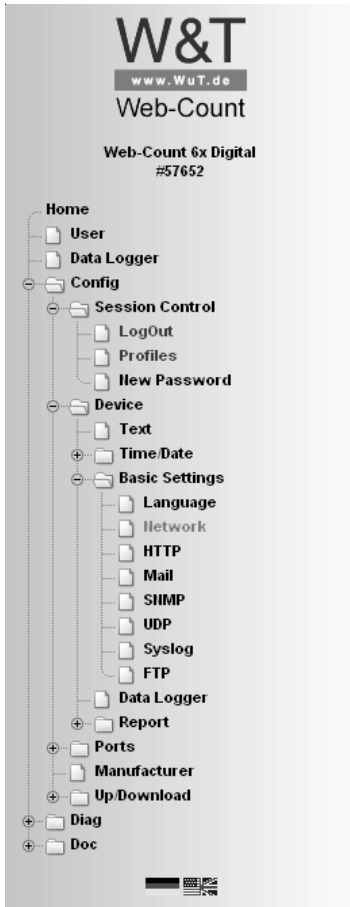 W&T
www.WuT.de
Web-Count
Web-Count 6x Digital
#57652
Home
User
Data Logger
Config
Session Control
LogOut
Profiles
New Password
Device
Text
Time/Date
Basic Settings
Language
Network
HTTP
Mail
SNMP
UDP
Syslog
FTP
Data Logger
Report
Ports
Manufacturer
Up/Download
Diag
Doc